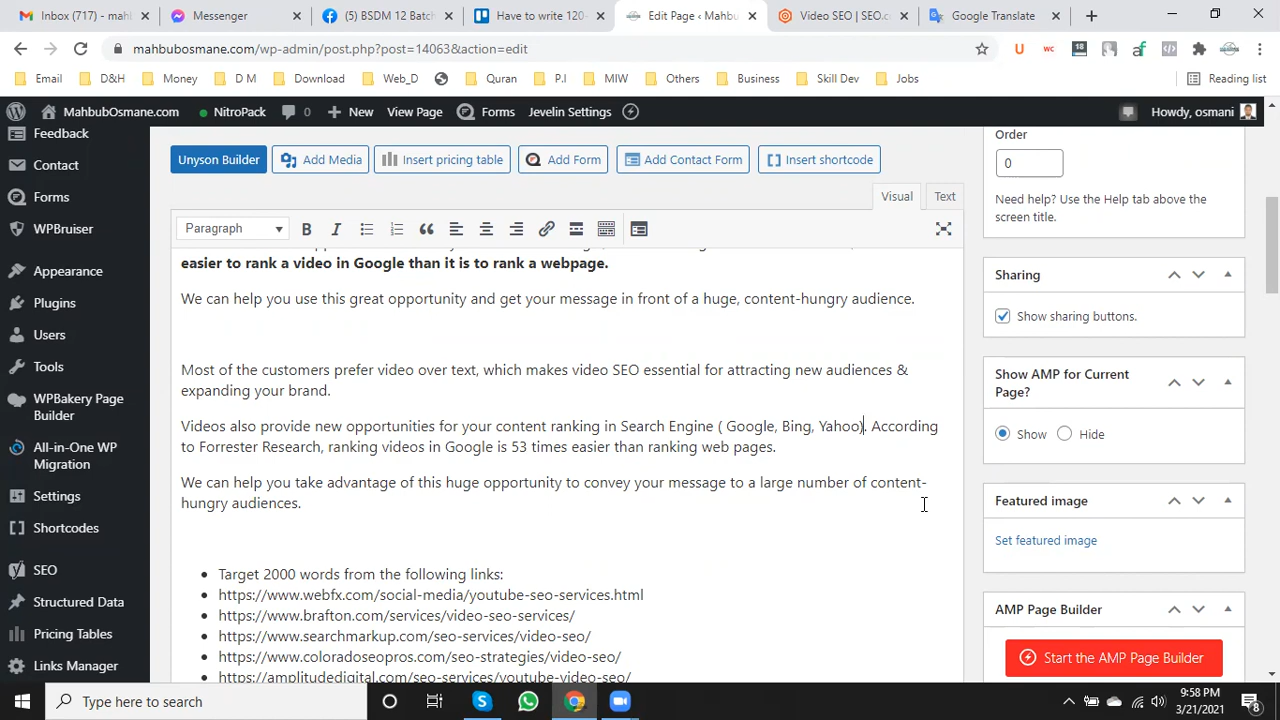 Inbox (717) - mahb
Messenger
(5) BSDM 12 Batch
Have to write 120-
Edit Page ‹ Mahbu
Video SEO | SEO.c
Google Translate
mahbubosmane.com/wp-admin/post.php?post=14063&action=edit
Email
D&H
Money
D M
Download
Web_D
Quran
P.I
MIW
Others
Business
Skill Dev
Jobs
Reading list
MahbubOsmane.com
NitroPack
0
New
View Page
Forms
Jevelin Settings
Howdy, osmani
Feedback
Contact
Forms
WPBruiser
Appearance
Plugins
Users
Tools
WPBakery Page
Builder
All-in-One WP
Migration
Settings
Shortcodes
SEO
Structured Data
Pricing Tables
Links Manager
Unyson Builder
Add Media
Insert pricing table
Add Form
Add Contact Form
Insert shortcode
Visual
Text
Paragraph
easier to rank a video in Google than it is to rank a webpage.
We can help you use this great opportunity and get your message in front of a huge, content-hungry audience.
Most of the customers prefer video over text, which makes video SEO essential for attracting new audiences &
expanding your brand.
Videos also provide new opportunities for your content ranking in Search Engine ( Google, Bing, Yahoo). According
to Forrester Research, ranking videos in Google is 53 times easier than ranking web pages.
We can help you take advantage of this huge opportunity to convey your message to a large number of content-
hungry audiences.
Target 2000 words from the following links:
https://www.webfx.com/social-media/youtube-seo-services.html
https://www.brafton.com/services/video-seo-services/
https://www.searchmarkup.com/seo-services/video-seo/
https://www.coloradoseopros.com/seo-strategies/video-seo/
https://amplitudedigital.com/seo-services/youtube-video-seo/
Order
0
Need help? Use the Help tab above the
screen title.
Sharing
Show sharing buttons.
Show AMP for Current
Page?
Show
Hide
Featured image
Set featured image
AMP Page Builder
Start the AMP Page Builder
Type here to search
9:58 PM
3/21/2021
8